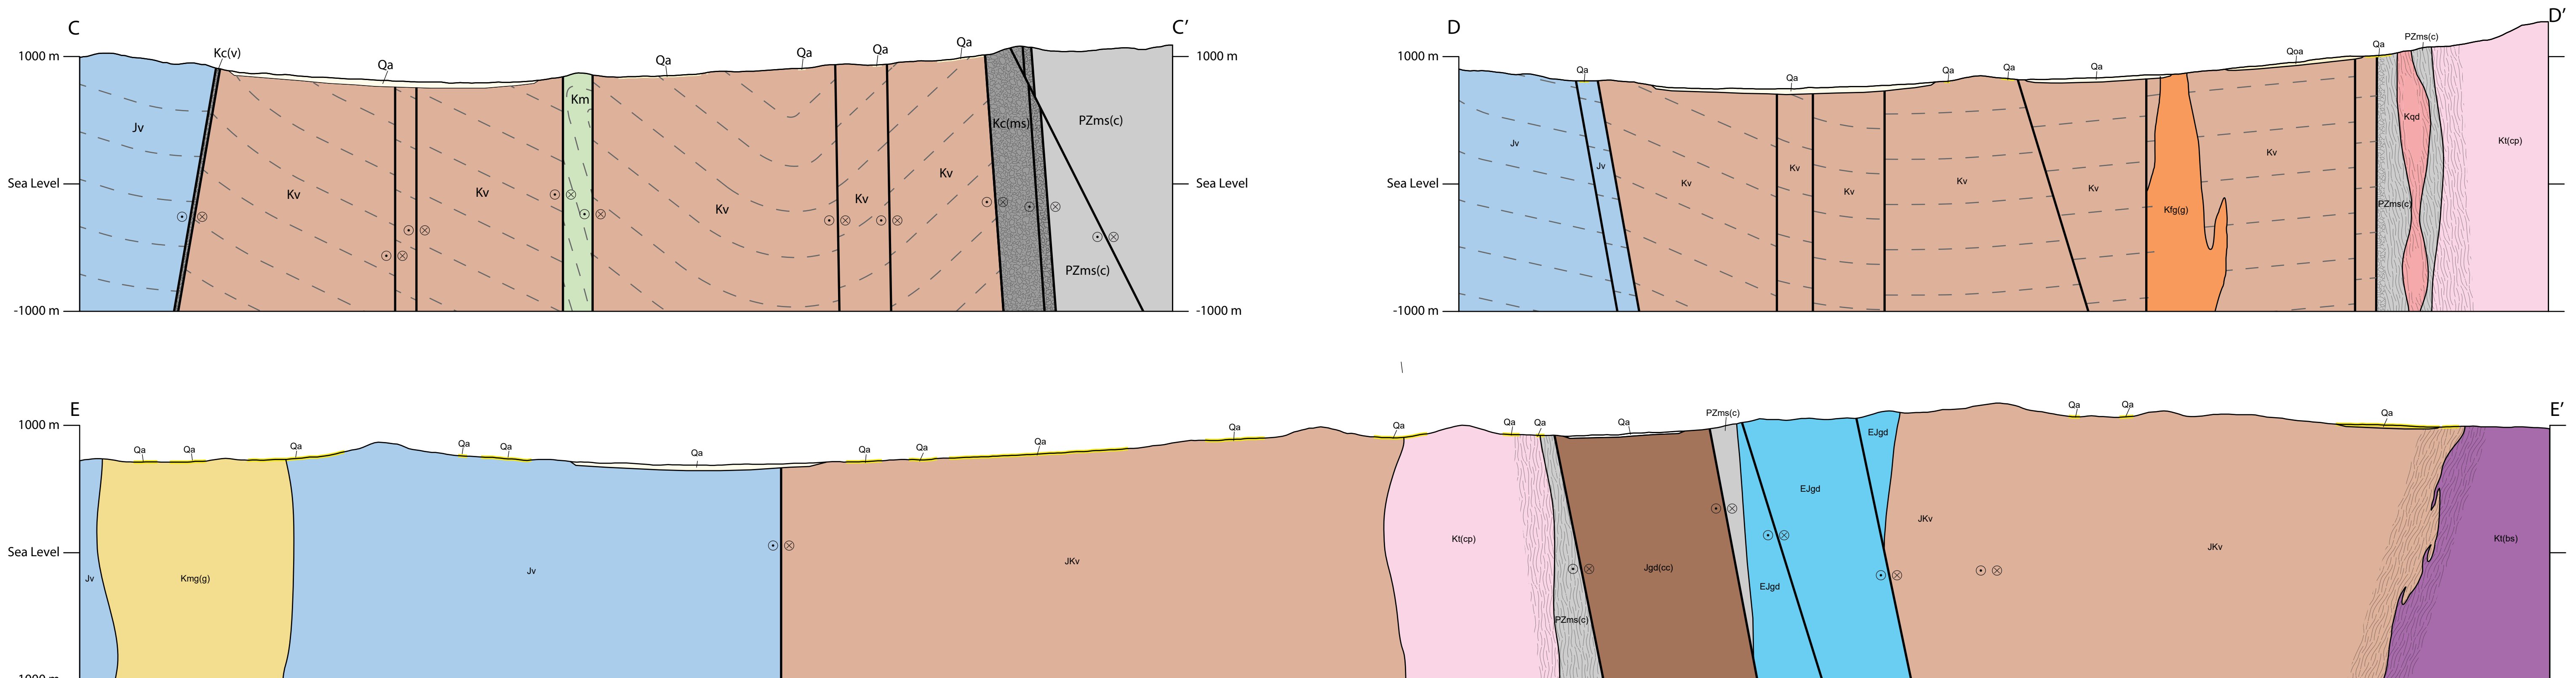 C
C′
D
D′
Kc(v)
Qa
Qa
Qa
Qa
Qa
1000 m
1000 m
Jv
Km
Kc(ms)
PZms(c)
Sea Level
Sea Level
Kv
Kv
Kv
Kv
Kv
PZms(c)
-1000 m
-1000 m
1000 m
Qa
Qa
Qa
Qa
Qa
Qoa
Qa
PZms(c)
Jv
Jv
Kqd
Kt(cp)
Sea Level
Kv
Kv
Kv
Kv
Kv
Kfg(g)
Kv
PZms(c)
-1000 m
E
E′
1000 m
Qa
Qa
Qa
Qa
Qa
Qa
Qa
Qa
Qa
Qa
Qa
Qa
Qa
Qa
PZms(c)
Qa
Qa
Qa
EJgd
EJgd
JKv
Sea Level
Jv
Kmg(g)
Jv
JKv
Kt(cp)
Jgd(cc)
EJgd
JKv
Kt(bs)
PZms(c)